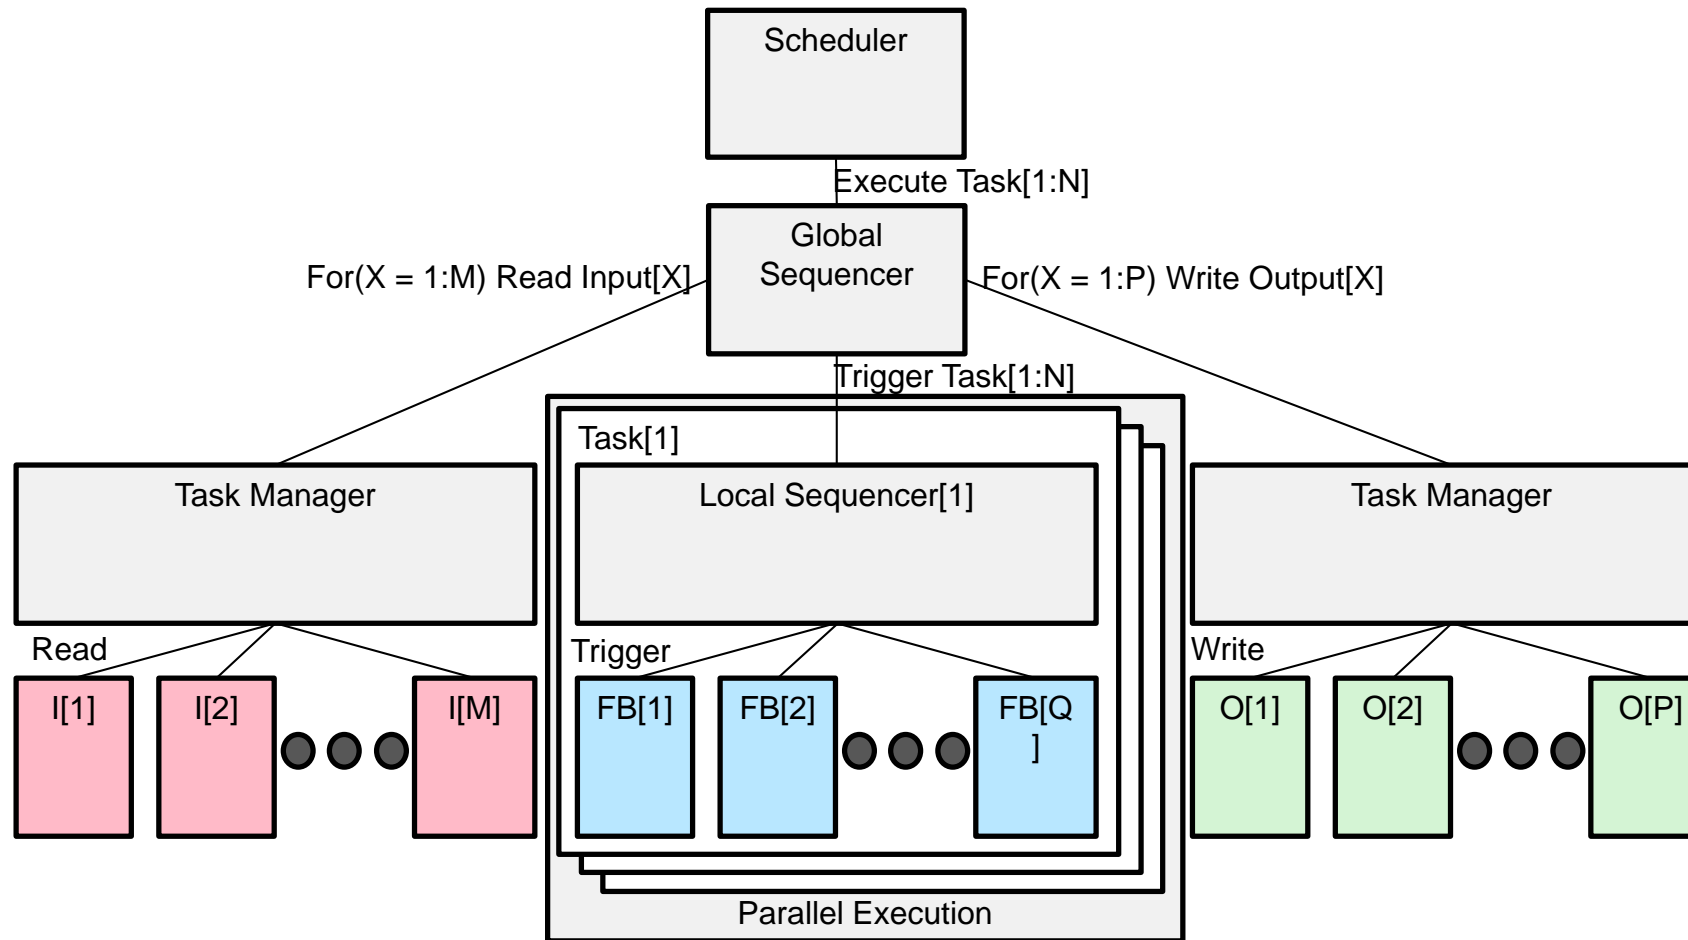 Scheduler
Execute Task[1:N]
Global
Sequencer
For(X = 1:M) Read Input[X]
For(X = 1:P) Write Output[X]
Trigger Task[1:N]
Task[1]
Task Manager
Local Sequencer[1]
Task Manager
Read
Trigger
Write
I[1]
I[2]
I[M]
FB[1]
FB[2]
FB[Q
]
O[1]
O[2]
O[P]
Parallel Execution